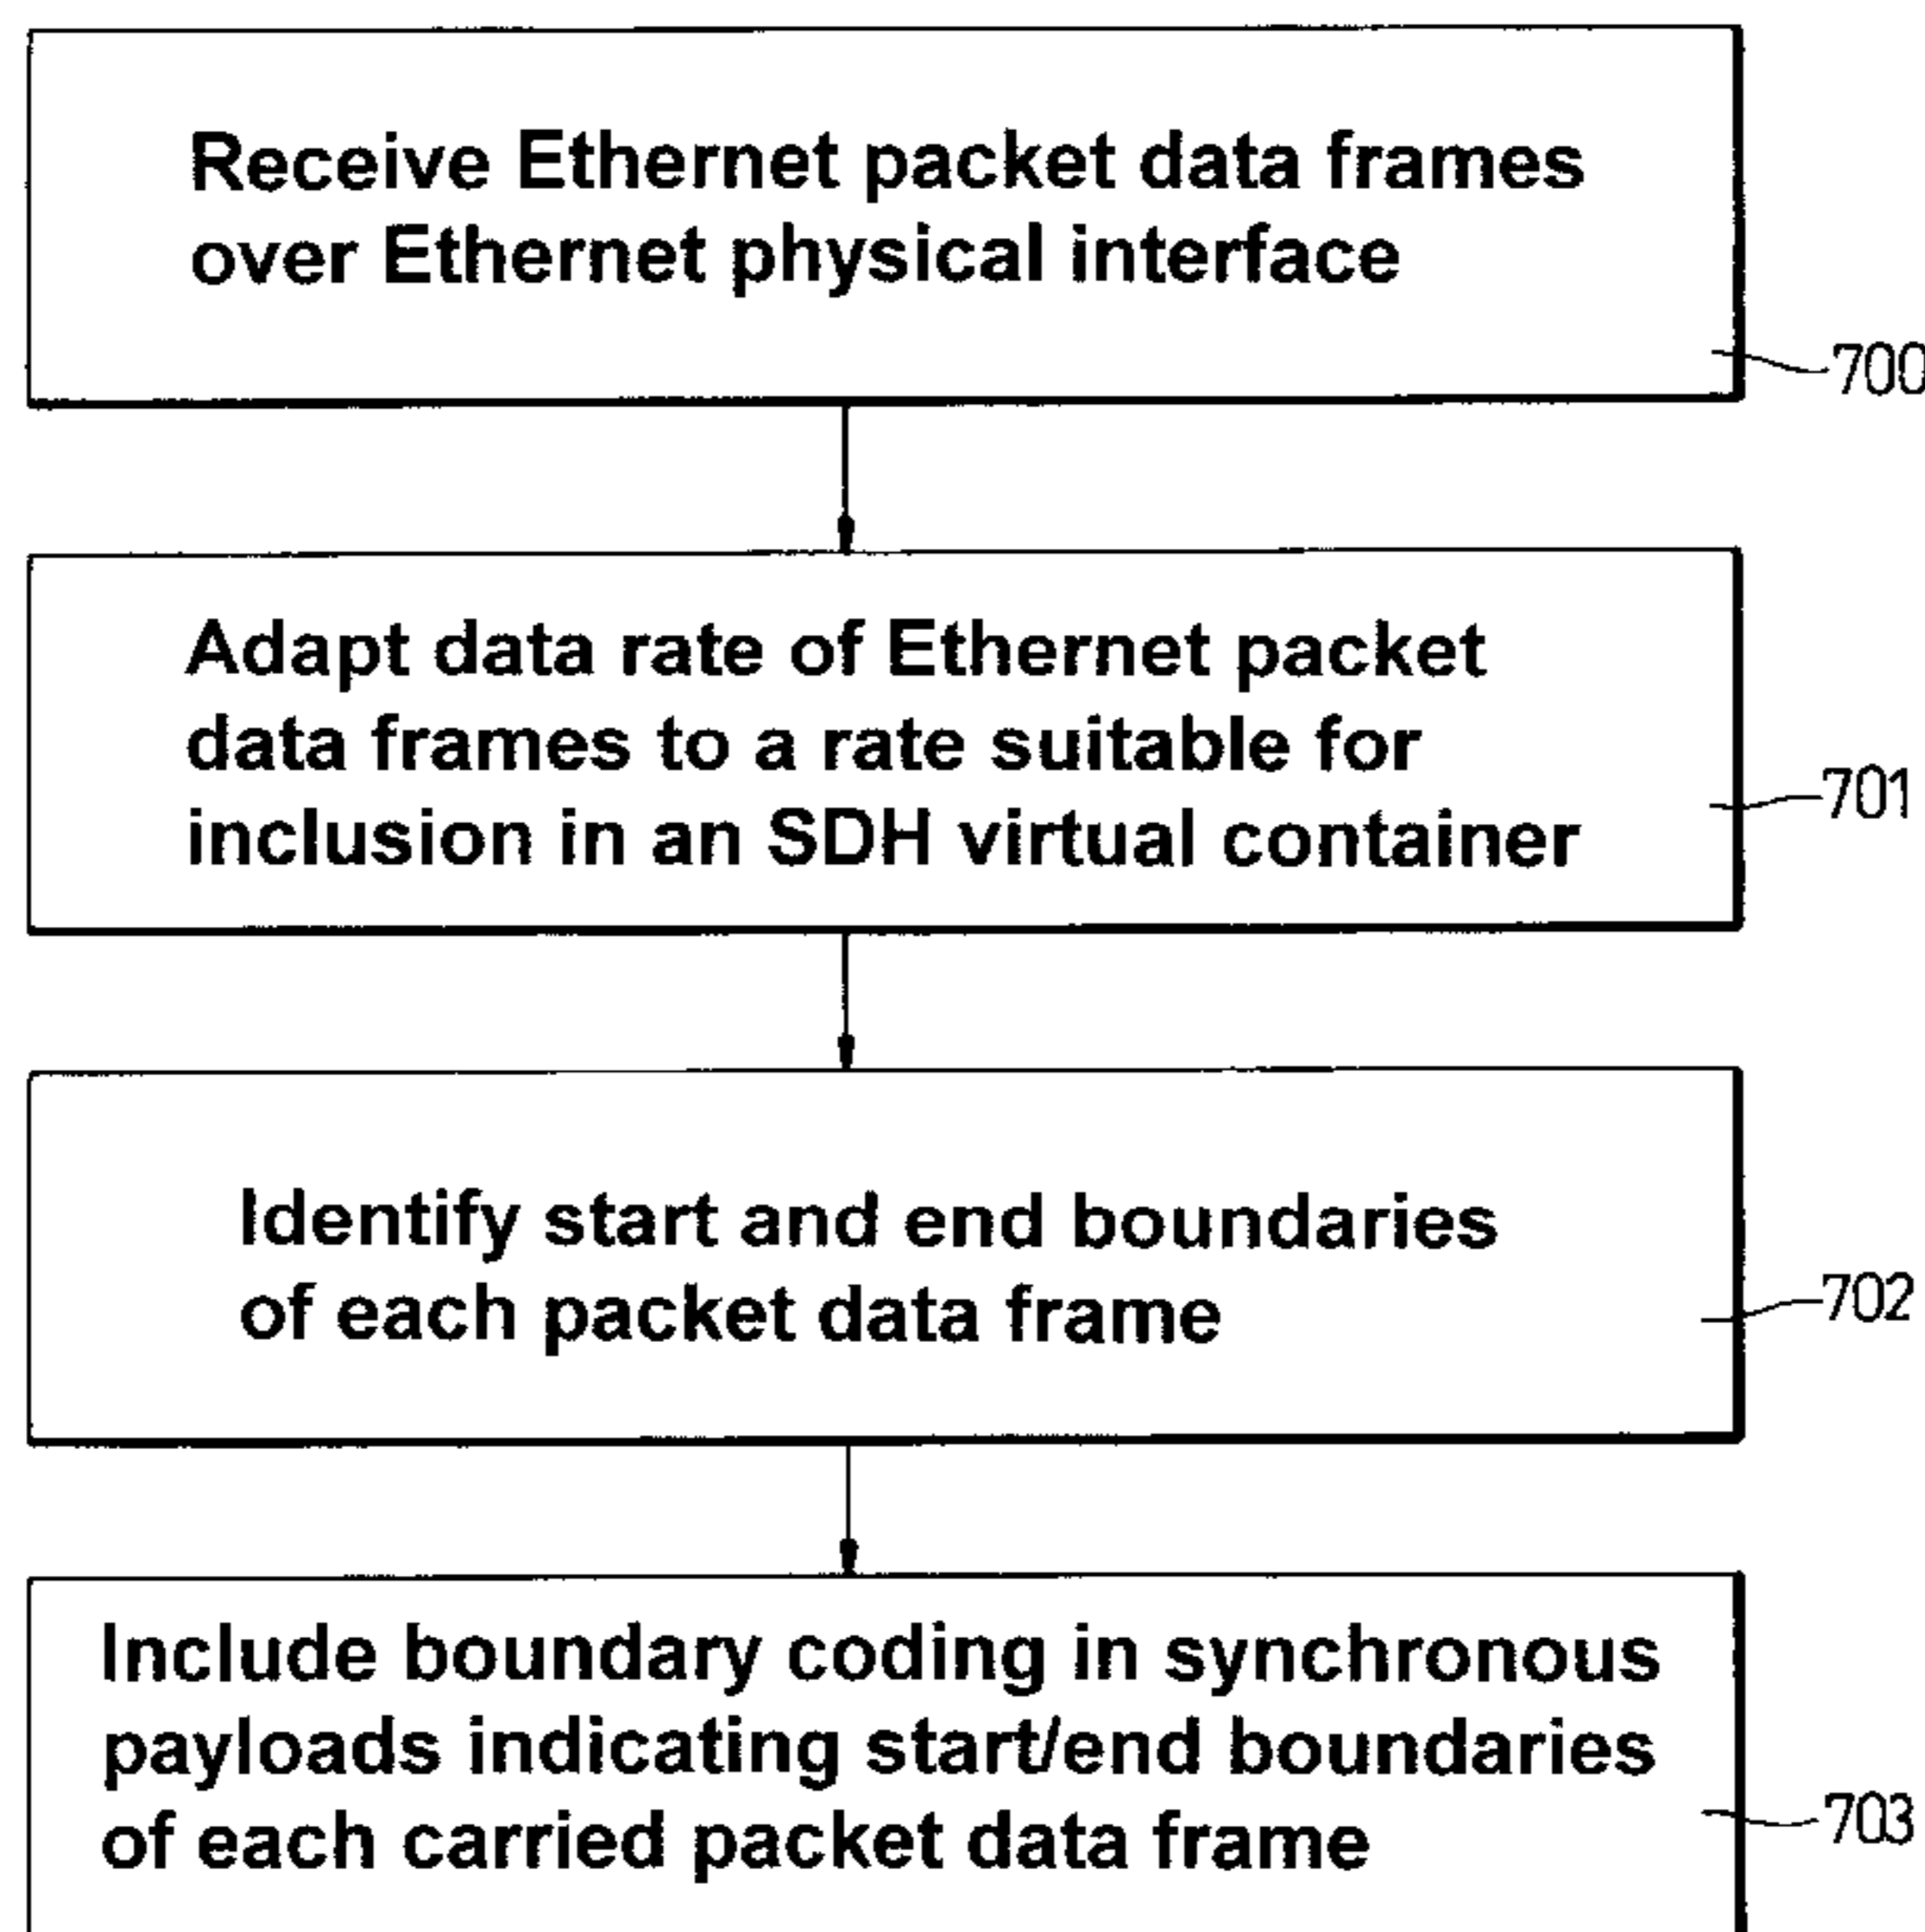 Receive Ethernet packet data frames
over Ethernet physical interface
700
Adapt data rate of Ethernet packet
data frames to a rate suitable for
inclusion in an SDH virtual container
701
Identify start and end boundaries
of each packet data frame
702
Include boundary coding in synchronous
payloads indicating start/end boundaries
of each carried packet data frame
703